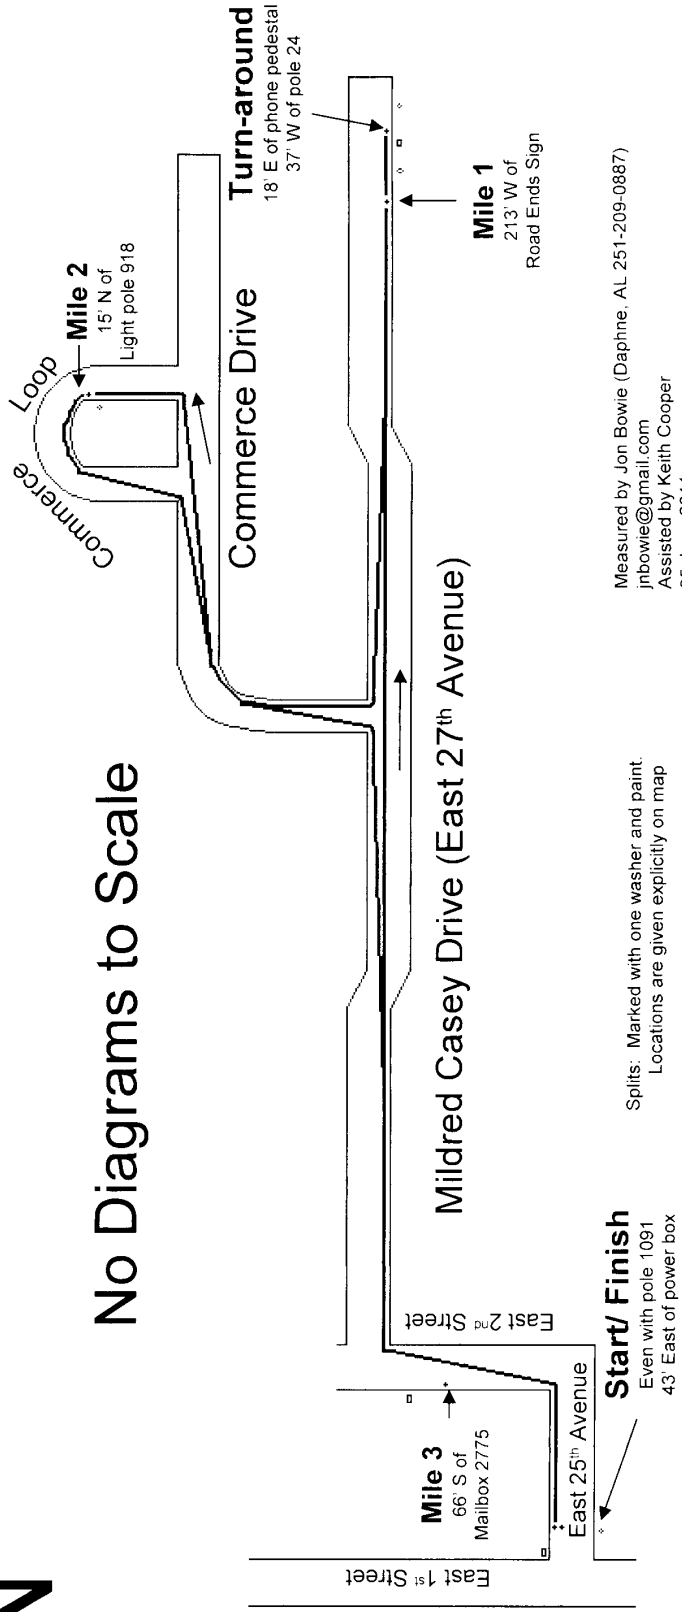 N
No Diagrams to Scale
Loop
Commerce
Mile 2
15' N of
Light pole 918
Turn-around
18' E of phone pedestal
37' W of pole 24
Commerce Drive
Mile 1
213' W of
Road Ends Sign
Mildred Casey Drive (East 27th Avenue)
East 2nd Street
Mile 3
66' S of
Mailbox 2775
East 25th Avenue
East 1st Street
Start/ Finish
Even with pole 1091
43' East of power box
Splits: Marked with one washer and paint.
Locations are given explicitly on map
Measured by Jon Bowie (Daphne, AL 251-209-0887)
jnbowie@gmail.com
Assisted by Keith Cooper